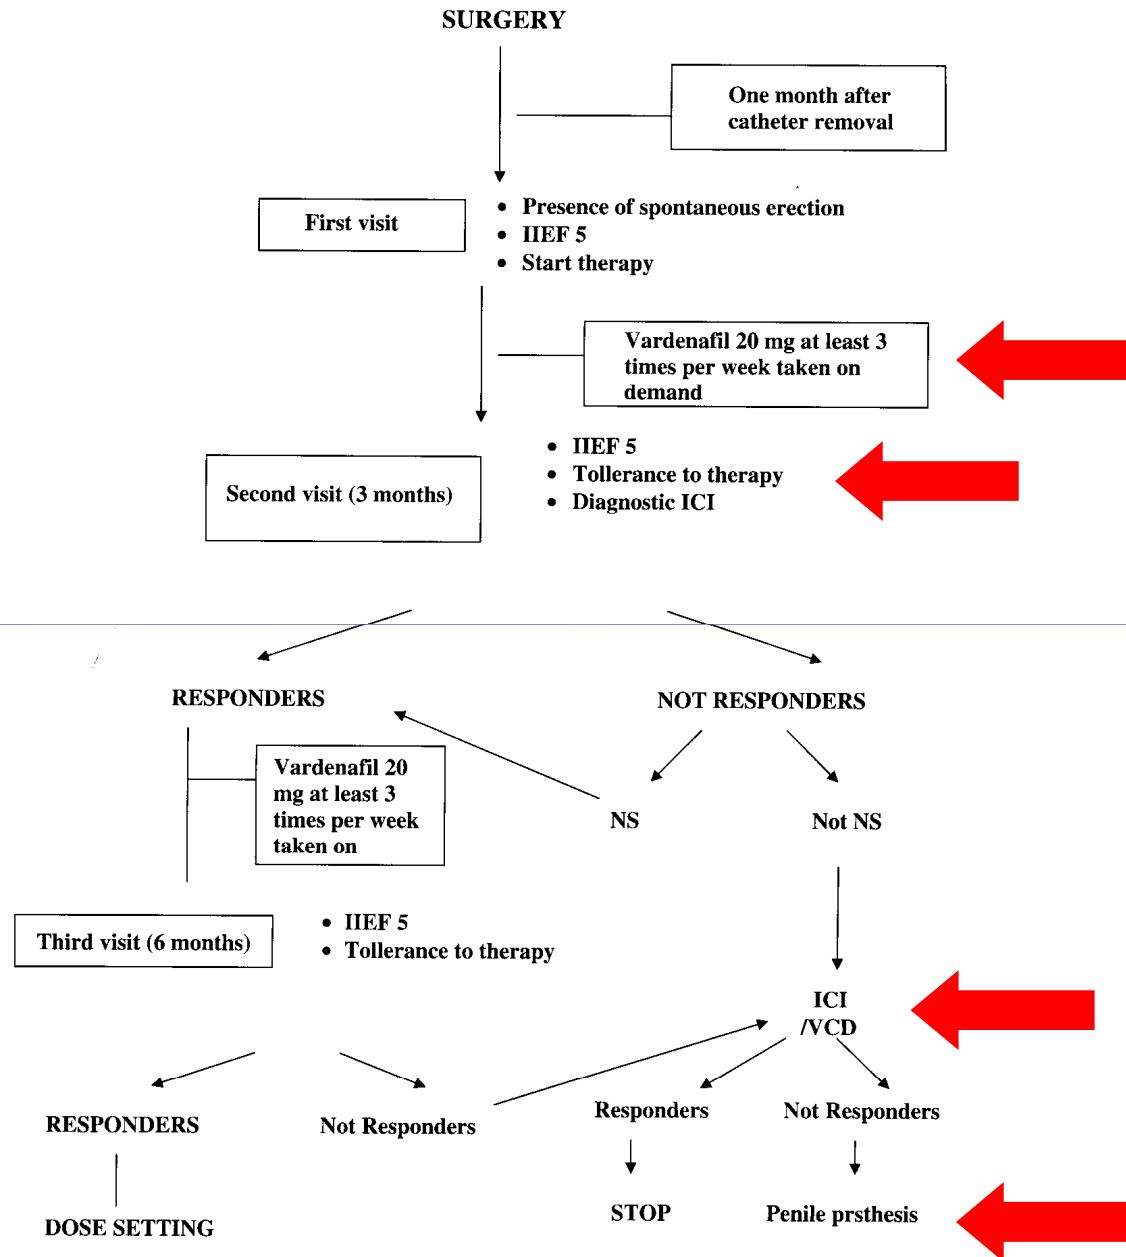 SURGERY
One month after
catheter removal
First visit
• Presence of spontaneous erection
• IIEF 5
• Start therapy
Vardenafil 20 mg at least 3
times per week taken on
demand
Second visit (3 months)
• IIEF 5
• Tollerance to therapy
• Diagnostic ICI
RESPONDERS
NOT RESPONDERS
Vardenafil 20
mg at least 3
times per week
taken on
NS
Not NS
Third visit (6 months)
• IIEF 5
• Tollerance to therapy
ICI
/VCD
RESPONDERS
Not Responders
Responders
Not Responders
DOSE SETTING
STOP
Penile prsthesis